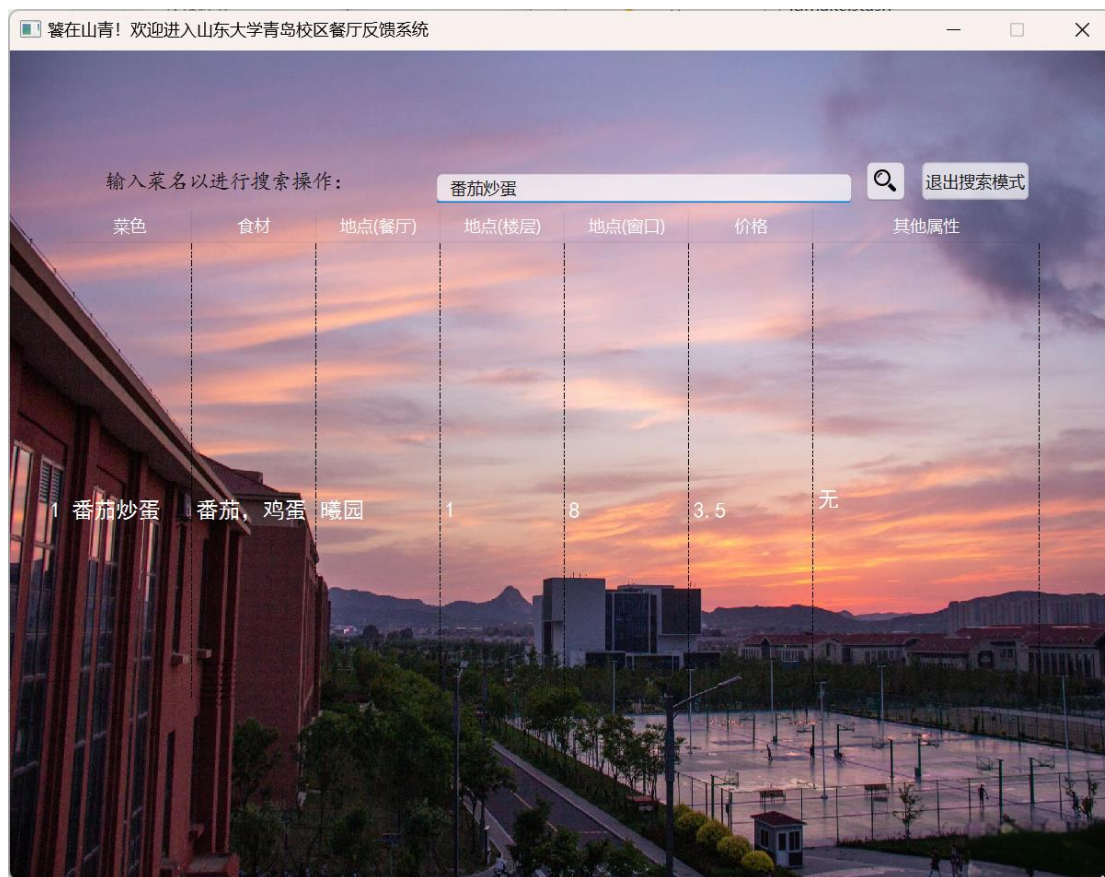 饕在山青！欢迎进入山东大学青岛校区餐厅反馈系统
输入菜名以进行搜索操作：
番茄炒蛋
退出搜索模式
菜色 食材 地点(餐厅) 地点(楼层) 地点(窗口) 价格 其他属性
1 番茄炒蛋 番茄，鸡蛋 曦园 1 8 3.5 无